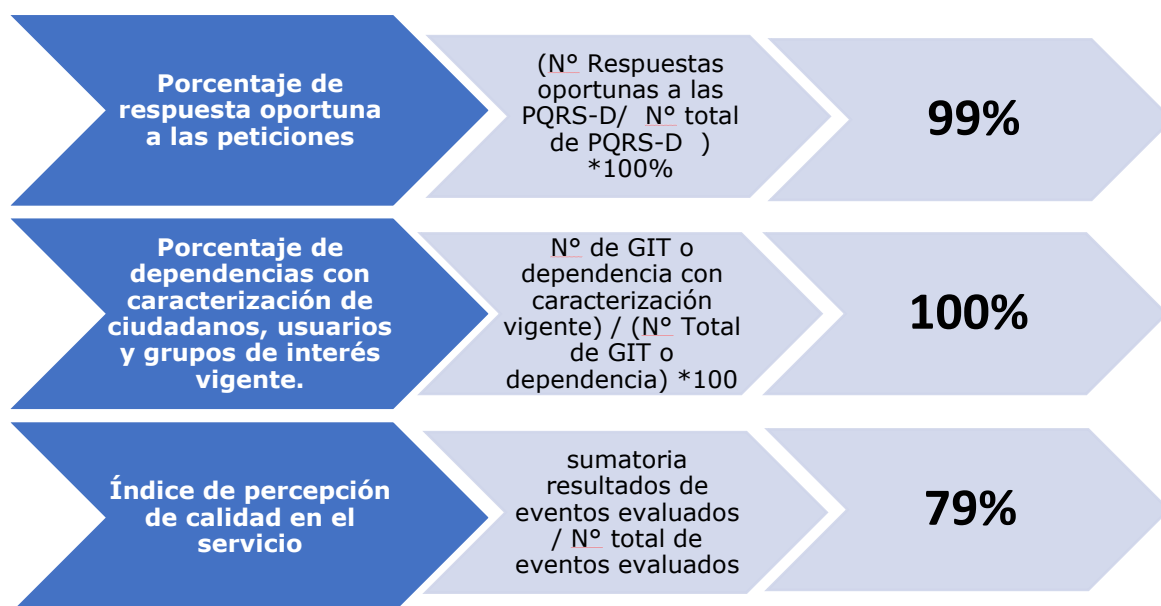 Porcentaje de
respuesta oportuna
a las peticiones
(N° Respuestas
oportunas a las
PQRS-D/ N° total
de PQRS-D )
*100%
99%
Porcentaje de
dependencias con
caracterización de
ciudadanos, usuarios
y grupos de interés
vigente.
N° de GIT o
dependencia con
caracterización
vigente) / (N° Total
de GIT o
dependencia) *100
100%
Índice de percepción
de calidad en el
servicio
sumatoria
resultados de
eventos evaluados
/ N° total de
eventos evaluados
79%